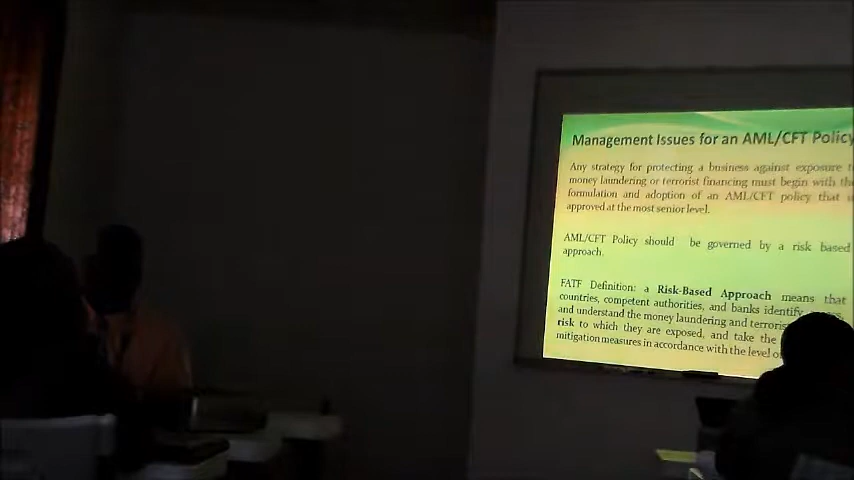 Management Issues for an AML/CFT Policy
Any strategy for protecting a business against exposure
money laundering or terrorist financing must begin with the
formulation and adoption of an AML/CFT policy that
approved at the most senior level.
AML/CFT Policy should be governed by a risk based
approach.
FATF Definition: a Risk-Based Approach means that
countries, competent authorities, and banks identify,
and understand the money laundering and
risk to which they are exposed, and take the
mitigation measures in accordance with the level